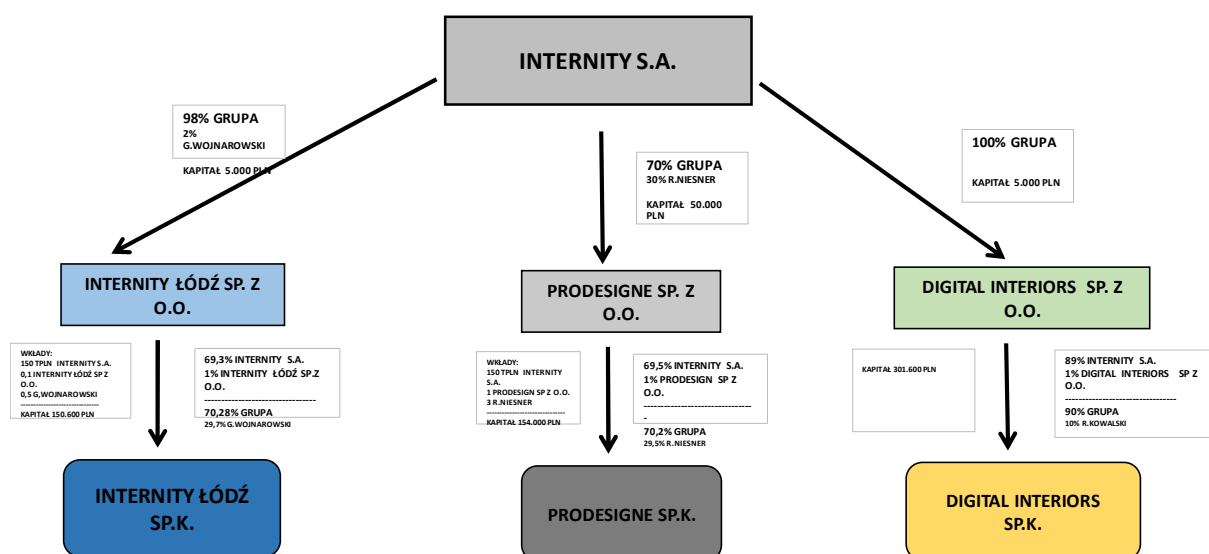 INTERNITY S.A.
98% GRUPA
2%
G.WOJNAROWSKI
KAPITAŁ 5.000 PLN
70% GRUPA
30% R.NIESNER
KAPITAŁ 50.000
PLN
100% GRUPA
KAPITAŁ 5.000 PLN
INTERNITY ŁÓDŹ SP. Z
O.O.
PRODESIGNE SP. Z
O.O.
DIGITAL INTERIORS SP. Z
O.O.
WKŁADY:
150 TPLN INTERNITY S.A.
0,1 INTERNITY ŁÓDŹ SP Z
O.O.
0,5 G,WOJNAROWSKI
-------------------------------
KAPITAŁ 150.600 PLN
69,3% INTERNITY S.A.
1% INTERNITY ŁÓDŹ SP.Z
O.O.
---------------------------------
70,28% GRUPA
29,7% G.WOJNAROWSKI
WKŁADY:
150 TPLN INTERNITY
S.A.
1 PRODESIGN SP Z O.O.
3 R.NIESNER
-------------------------------
KAPITAŁ 154.000 PLN
69,5% INTERNITY S.A.
1% PRODESIGN SP Z
O.O.
--------------------------------
-
70,2% GRUPA
29,5% R.NIESNER
KAPITAŁ 301.600 PLN
89% INTERNITY S.A.
1% DIGITAL INTERIORS SP Z
O.O.
---------------------------------
90% GRUPA
10% R.KOWALSKI
INTERNITY ŁÓDŹ
SP.K.
PRODESIGNE SP.K.
DIGITAL INTERIORS
SP.K.